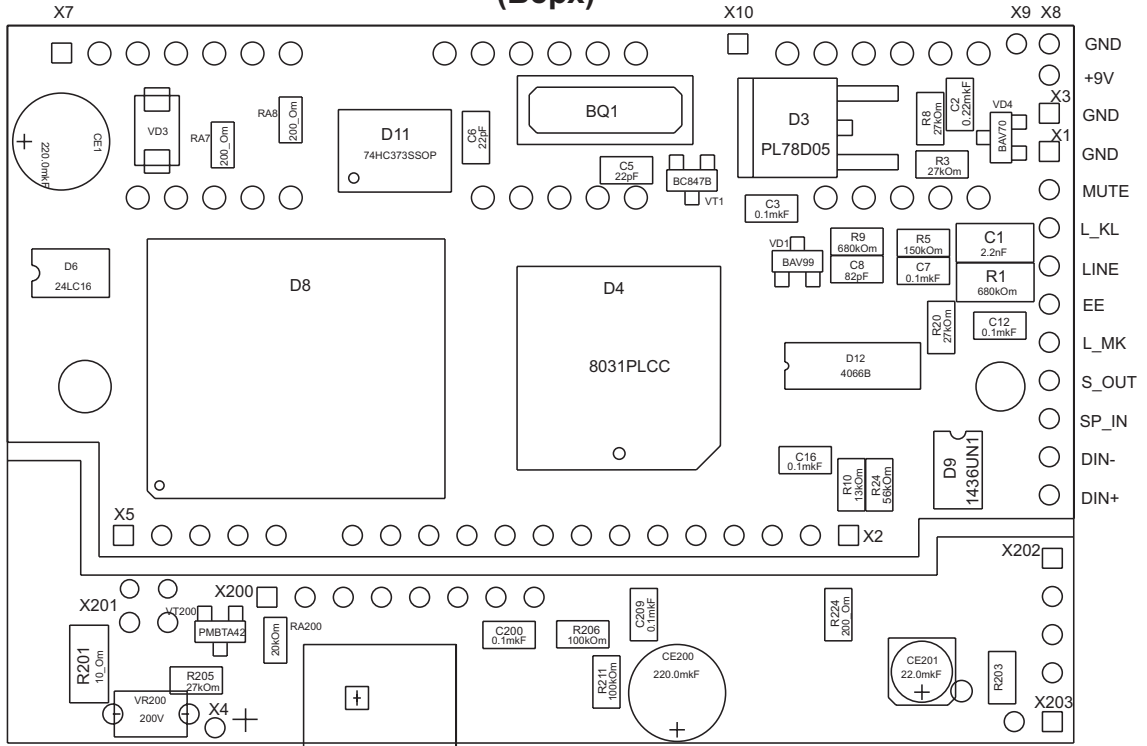 (Верх)
X7
X10
X9
X8
GND
+9V
X3
GND
X1
GND
MUTE
L_KL
LINE
EE
L_MK
S_OUT
SP_IN
DIN-
DIN+
CE1
220.0mkF
VD3
RA7
200_Om
RA8
200_Om
D11
74HC373SSOP
C6
22pF
BQ1
C5
22pF
BC847B
VT1
D3
PL78D05
R8
27kOm
C2
0.22mkF
VD4
BAV70
R3
27kOm
C3
0.1mkF
VD1
BAV99
R9
680kOm
C8
82pF
R5
150kOm
C7
0.1mkF
C1
2.2nF
R1
680kOm
R20
27kOm
C12
0.1mkF
D6
24LC16
D8
D4
8031PLCC
D12
4066B
C16
0.1mkF
R10
13kOm
R24
56kOm
D9
1436UN1
X5
X2
X202
X201
VT200
X200
PMBTA42
20kOm
RA200
R201
10_Om
R205
27kOm
VR200
200V
X4
C200
0.1mkF
R206
100kOm
C209
0.1mkF
R211
100kOm
CE200
220.0mkF
R224
200_Om
CE201
22.0mkF
R203
X203